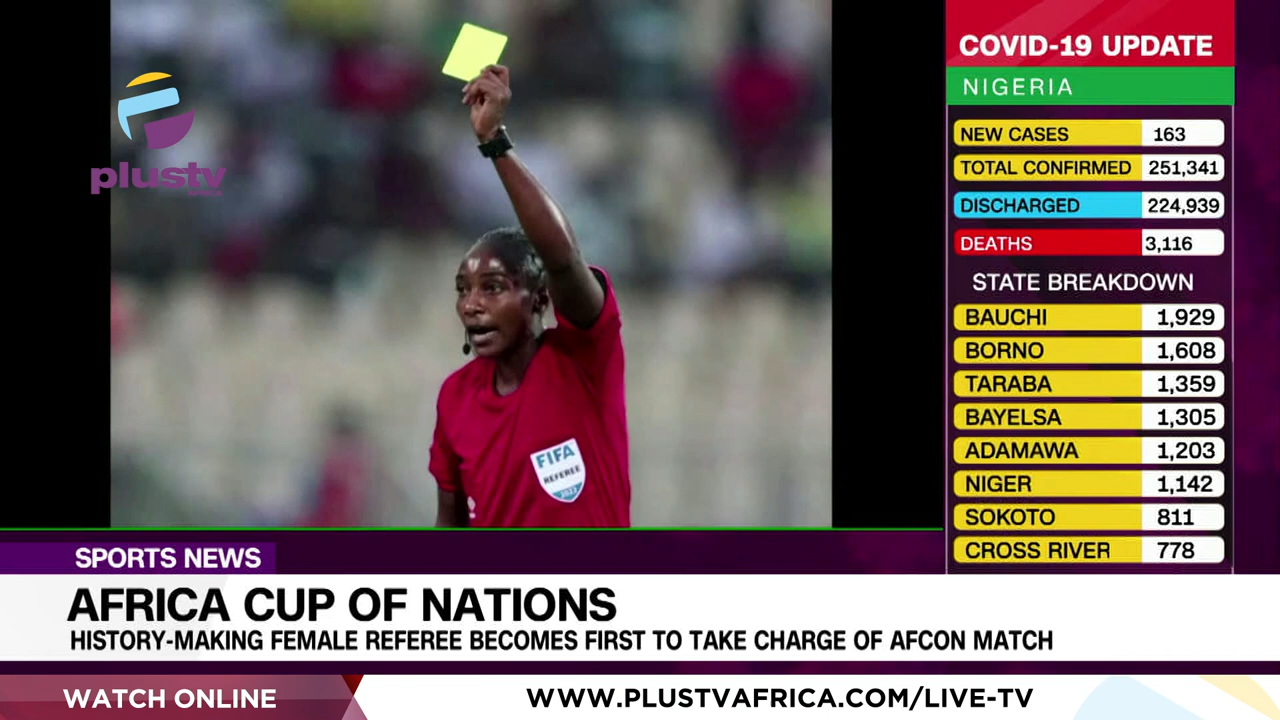 plustv
FIFA
REFEREE
2022
COVID-19 UPDATE
NIGERIA
NEW CASES 163
TOTAL CONFIRMED 251,341
DISCHARGED 224,939
DEATHS 3,116
STATE BREAKDOWN
BAUCHI 1,929
BORNO 1,608
TARABA 1,359
BAYELSA 1,305
ADAMAWA 1,203
NIGER 1,142
SOKOTO 811
CROSS RIVER 778
SPORTS NEWS
AFRICA CUP OF NATIONS
HISTORY-MAKING FEMALE REFEREE BECOMES FIRST TO TAKE CHARGE OF AFCON MATCH
WATCH ONLINE WWW.PLUSTVAFRICA.COM/LIVE-TV